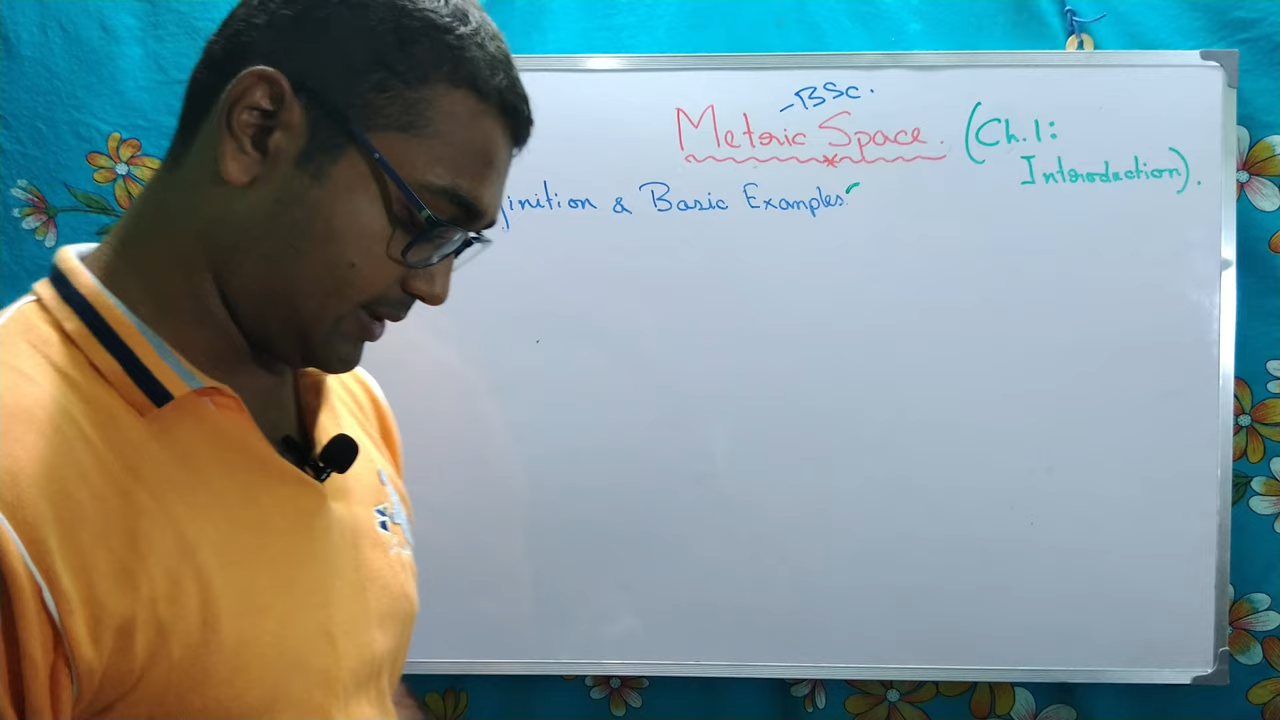 - BSc.
Metric Space. (Ch.1:
Introduction).
inition & Basic Examples.